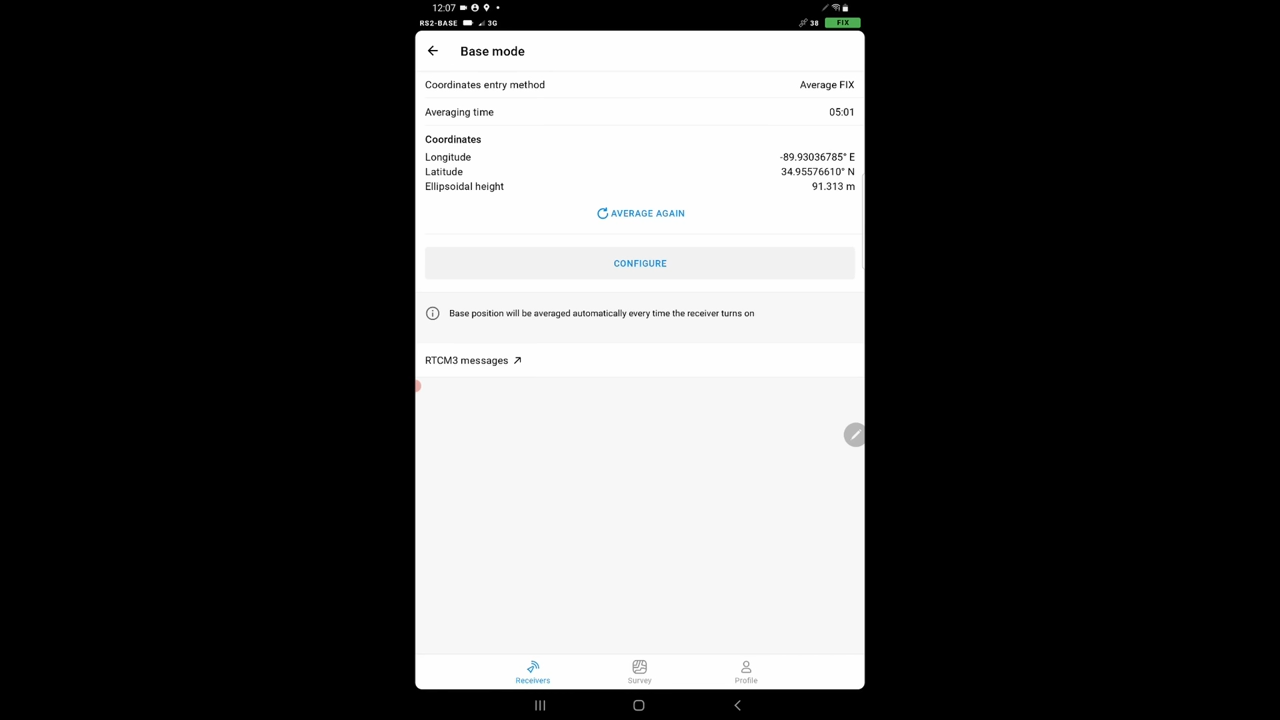 12:07
RS2-BASE 3G 38 FIX
Base mode
Coordinates entry method Average FIX
Averaging time 05:01
Coordinates
Longitude -89.93036785° E
Latitude 34.95576610° N
Ellipsoidal height 91.313 m
AVERAGE AGAIN
CONFIGURE
Base position will be averaged automatically every time the receiver turns on
RTCM3 messages
Receivers Survey Profile